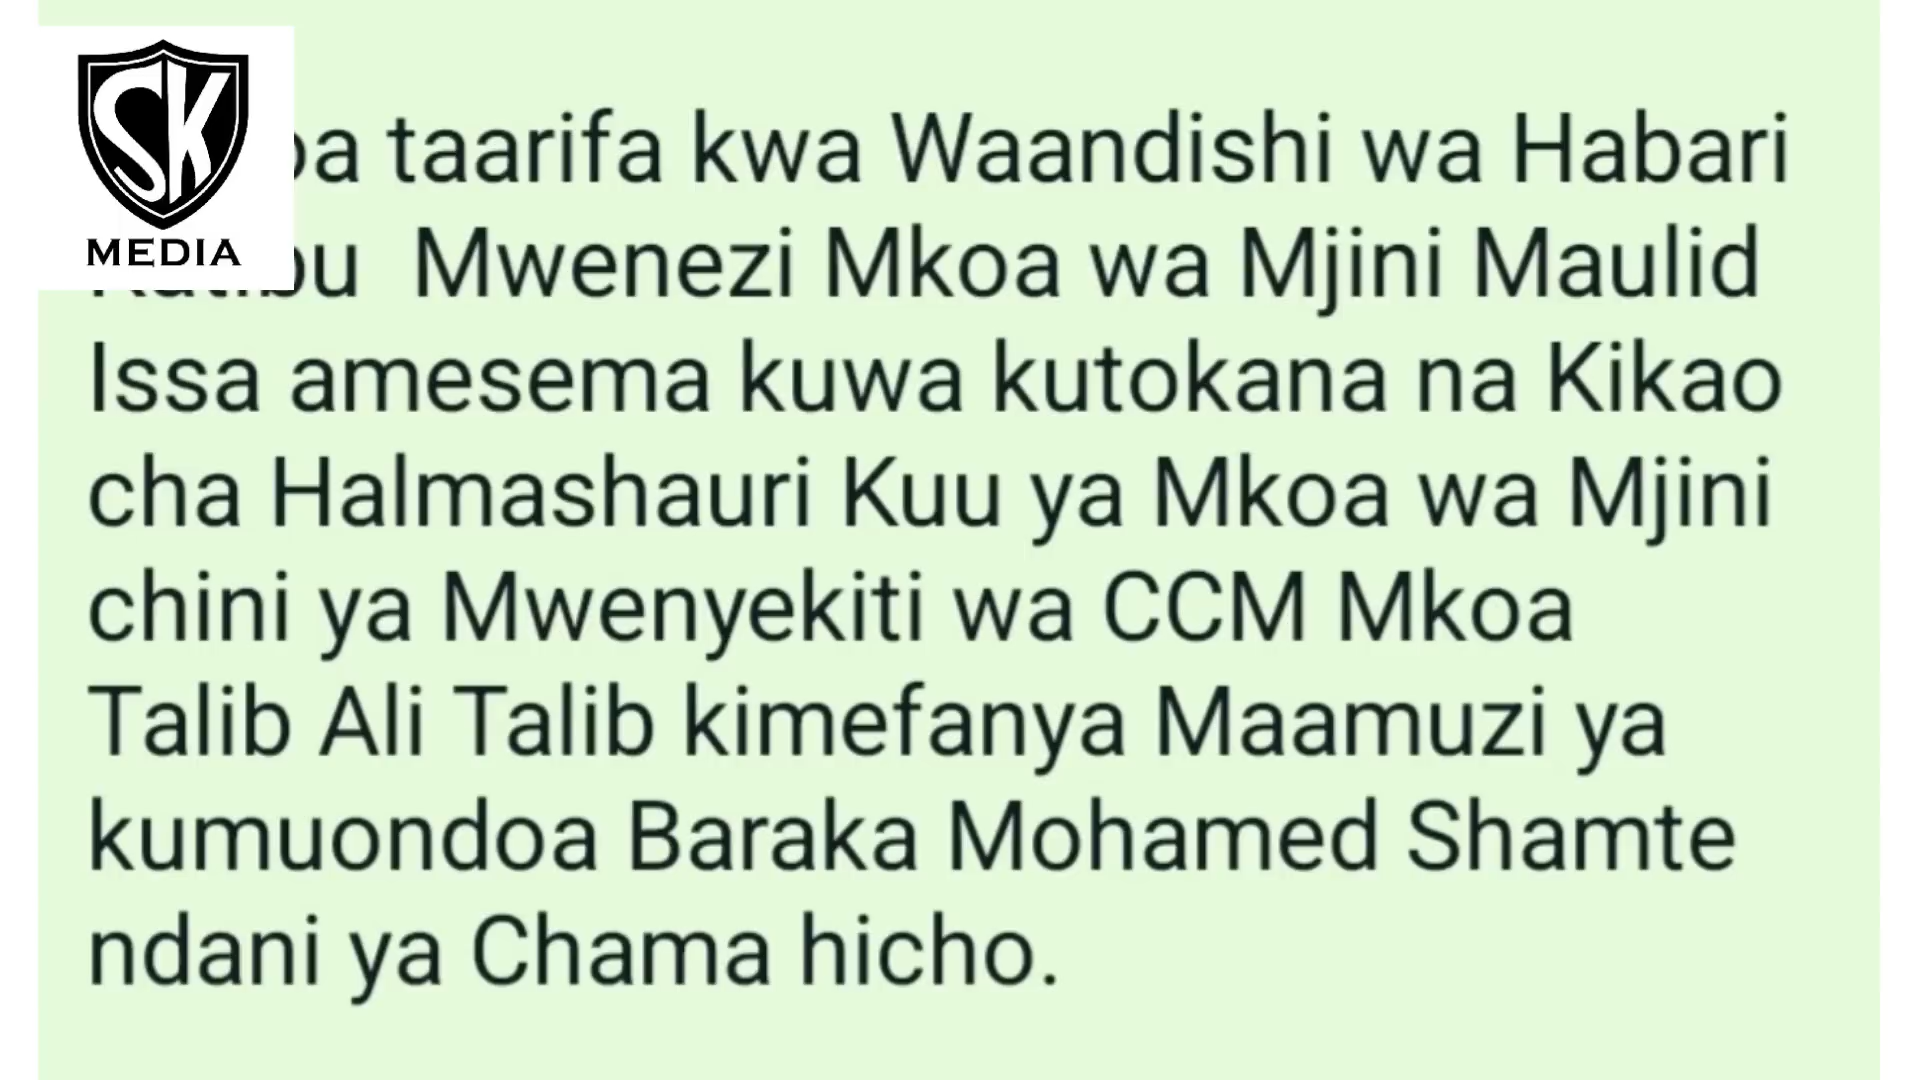 SK
MEDIA
taarifa kwa Waandishi wa Habari
Mwenezi Mkoa wa Mjini Maulid
Issa amesema kuwa kutokana na Kikao
cha Halmashauri Kuu ya Mkoa wa Mjini
chini ya Mwenyekiti wa CCM Mkoa
Talib Ali Talib kimefanya Maamuzi ya
kumuondoa Baraka Mohamed Shamte
ndani ya Chama hicho.